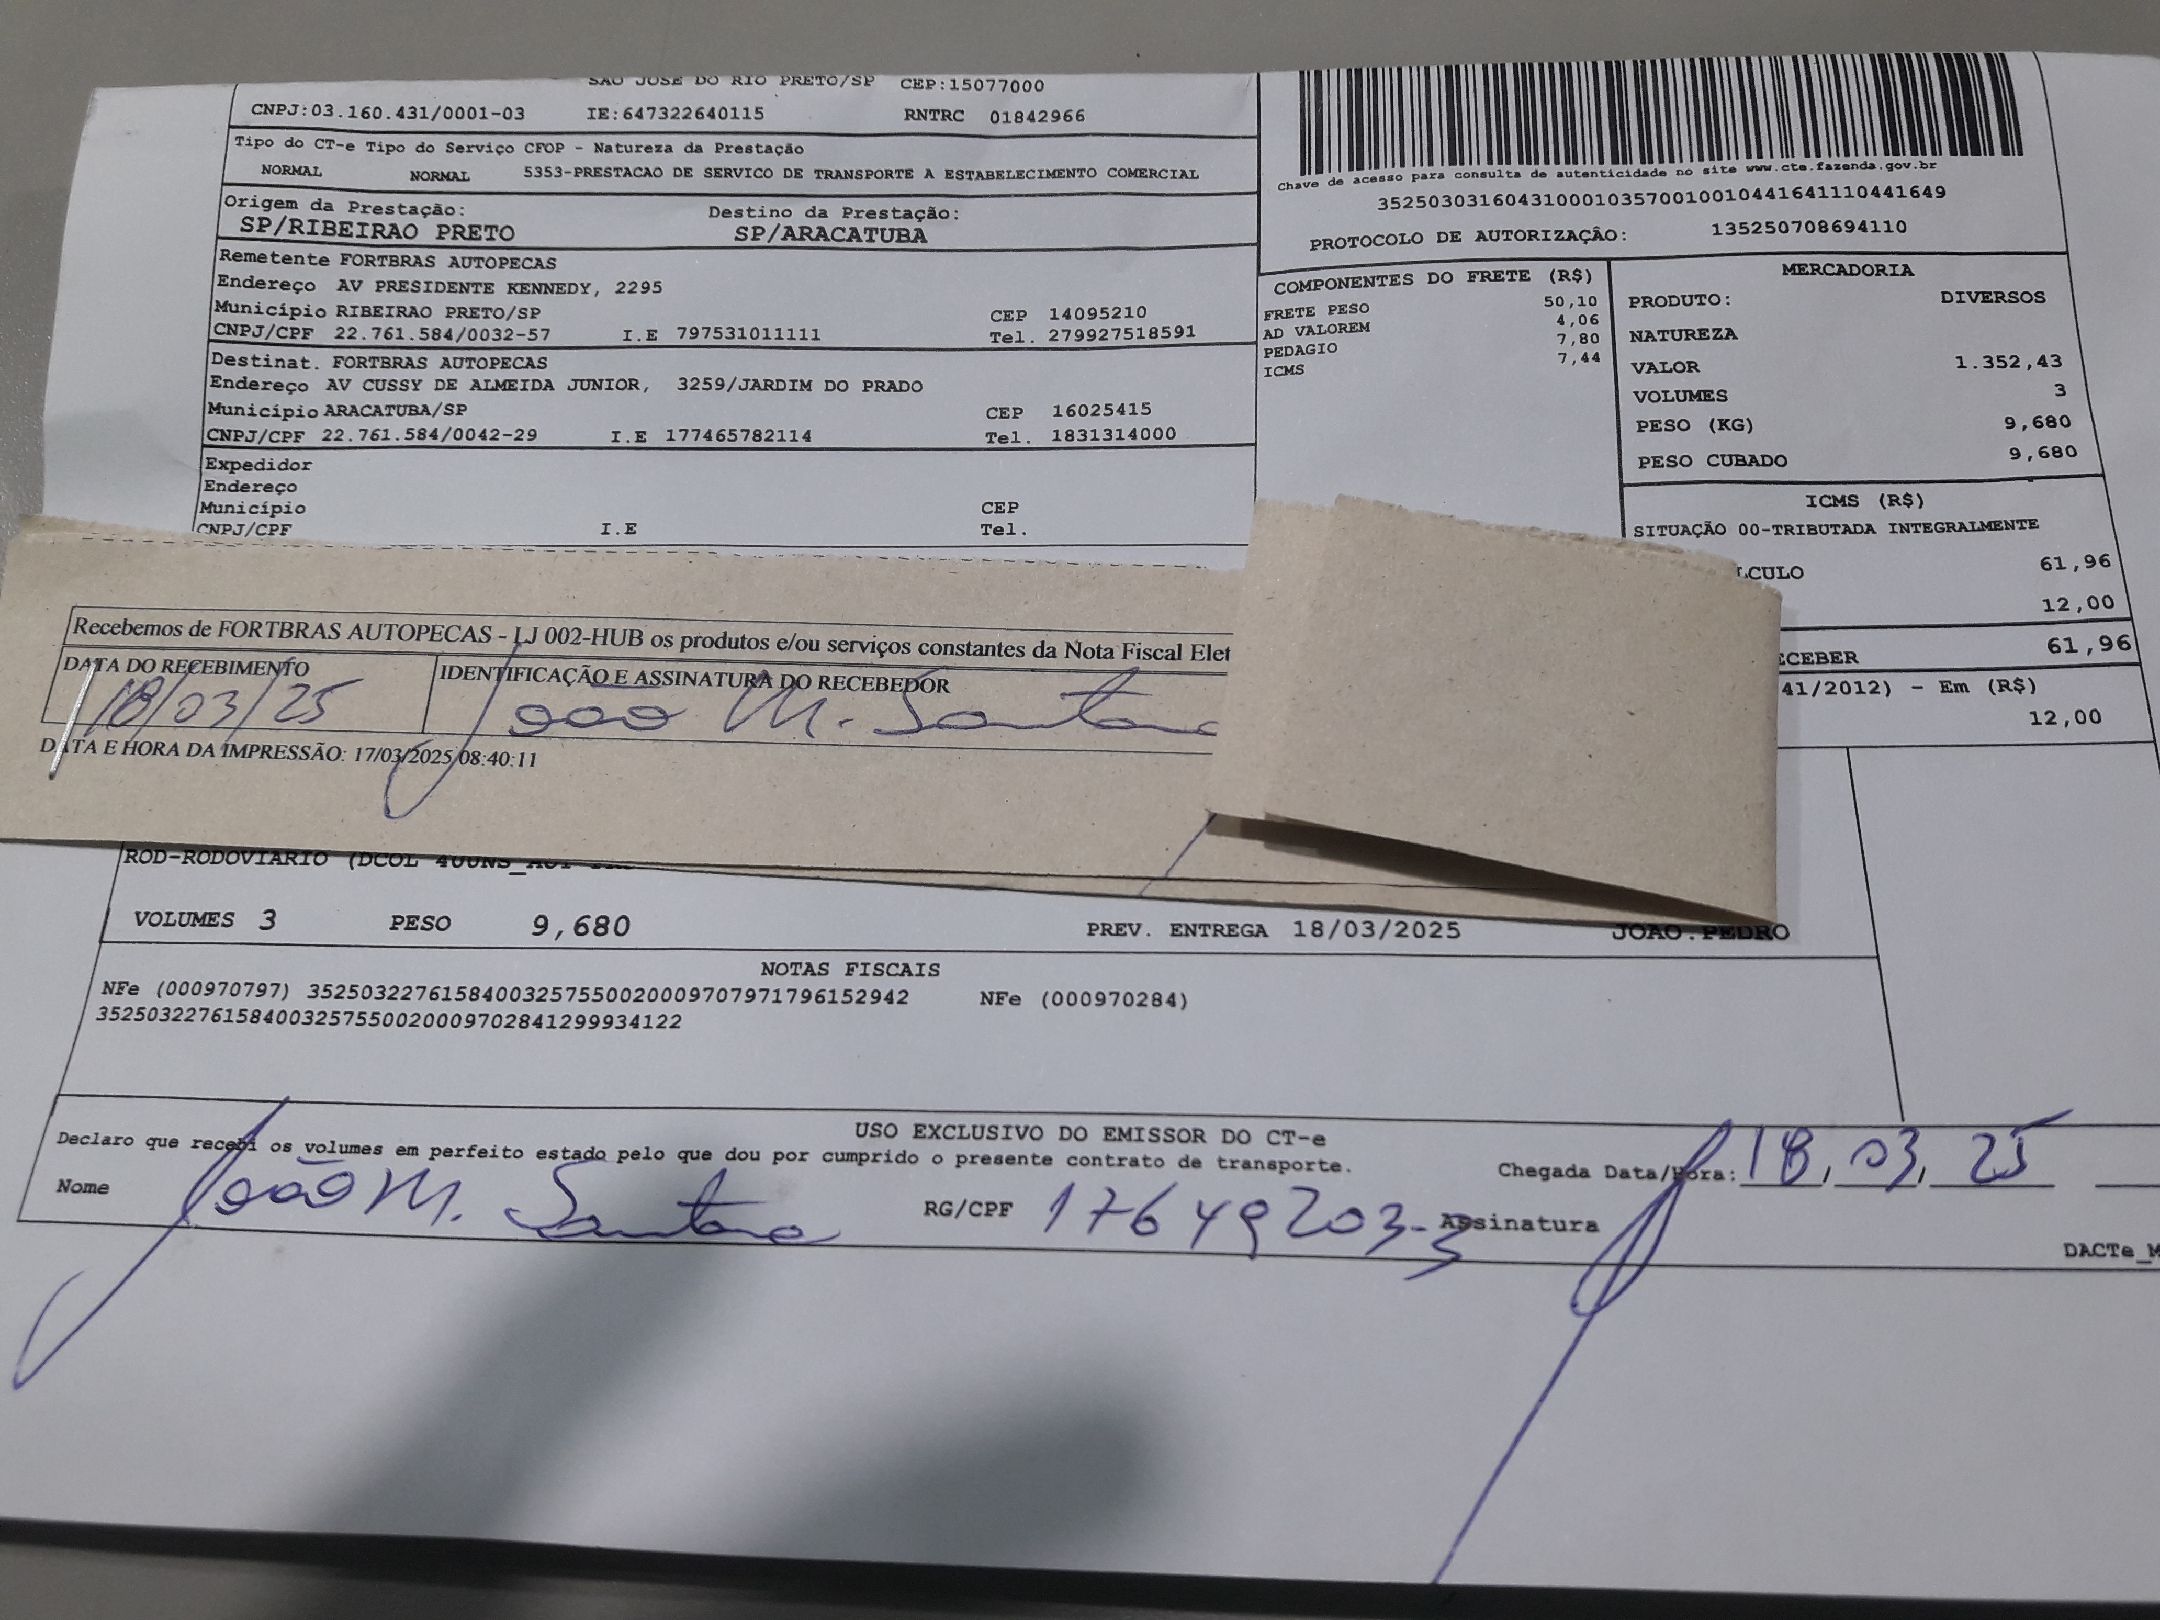 SAO JOSE DO RIO PRETO/SP CEP:15077000
CNPJ:03.160.431/0001-03 IE:647322640115 RNTRC 01842966
Tipo do CT-e Tipo do Serviço CFOP - Natureza da Prestação
NORMAL NORMAL 5353-PRESTACAO DE SERVICO DE TRANSPORTE A ESTABELECIMENTO COMERCIAL
Origem da Prestação: Destino da Prestação:
SP/RIBEIRAO PRETO SP/ARACATUBA
Remetente FORTBRAS AUTOPECAS
Endereço AV PRESIDENTE KENNEDY, 2295
Município RIBEIRAO PRETO/SP CEP 14095210
CNPJ/CPF 22.761.584/0032-57 I.E 797531011111 Tel. 279927518591
Destinat. FORTBRAS AUTOPECAS
Endereço AV CUSSY DE ALMEIDA JUNIOR, 3259/JARDIM DO PRADO
Município ARACATUBA/SP CEP 16025415
CNPJ/CPF 22.761.584/0042-29 I.E 177465782114 Tel. 1831314000
Expedidor
Endereço
Município CEP
CNPJ/CPF I.E Tel.
Chave de acesso para consulta de autenticidade no site www.cte.fazenda.gov.br
35250303160431000103570010010441641110441649
PROTOCOLO DE AUTORIZAÇÃO: 135250708694110
COMPONENTES DO FRETE (R$)
FRETE PESO 50,10
AD VALOREM 4,06
PEDAGIO 7,80
ICMS 7,44
MERCADORIA
PRODUTO: DIVERSOS
NATUREZA
VALOR 1.352,43
VOLUMES 3
PESO (KG) 9,680
PESO CUBADO 9,680
ICMS (R$)
SITUAÇÃO 00-TRIBUTADA INTEGRALMENTE
LCULO 61,96
12,00
ECEBER 61,96
41/2012) - Em (R$)
12,00
Recebemos de FORTBRAS AUTOPECAS - LJ 002-HUB os produtos e/ou serviços constantes da Nota Fiscal Elet
DATA DO RECEBIMENTO IDENTIFICAÇÃO E ASSINATURA DO RECEBEDOR
18/03/25 João M. Santana
DATA E HORA DA IMPRESSÃO: 17/03/2025 08:40:11
ROD-RODOVIARIO (DCOL 400NS
VOLUMES 3 PESO 9,680 PREV. ENTREGA 18/03/2025 JOAO.PEDRO
NOTAS FISCAIS
NFe (000970797) 35250322761584003257550020009707971796152942 NFe (000970284)
35250322761584003257550020009702841299934122
USO EXCLUSIVO DO EMISSOR DO CT-e
Declaro que recebi os volumes em perfeito estado pelo que dou por cumprido o presente contrato de transporte.
Chegada Data/Hora: 18, 03, 25
Nome João M. Santana RG/CPF 17649203-3 Assinatura
DACTe_M